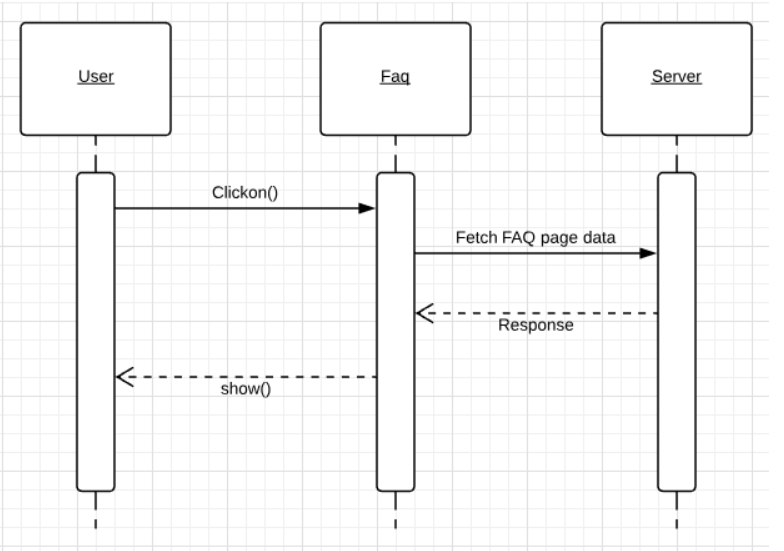 User
Faq
Server
Clickon()
Fetch FAQ page data
Response
show()